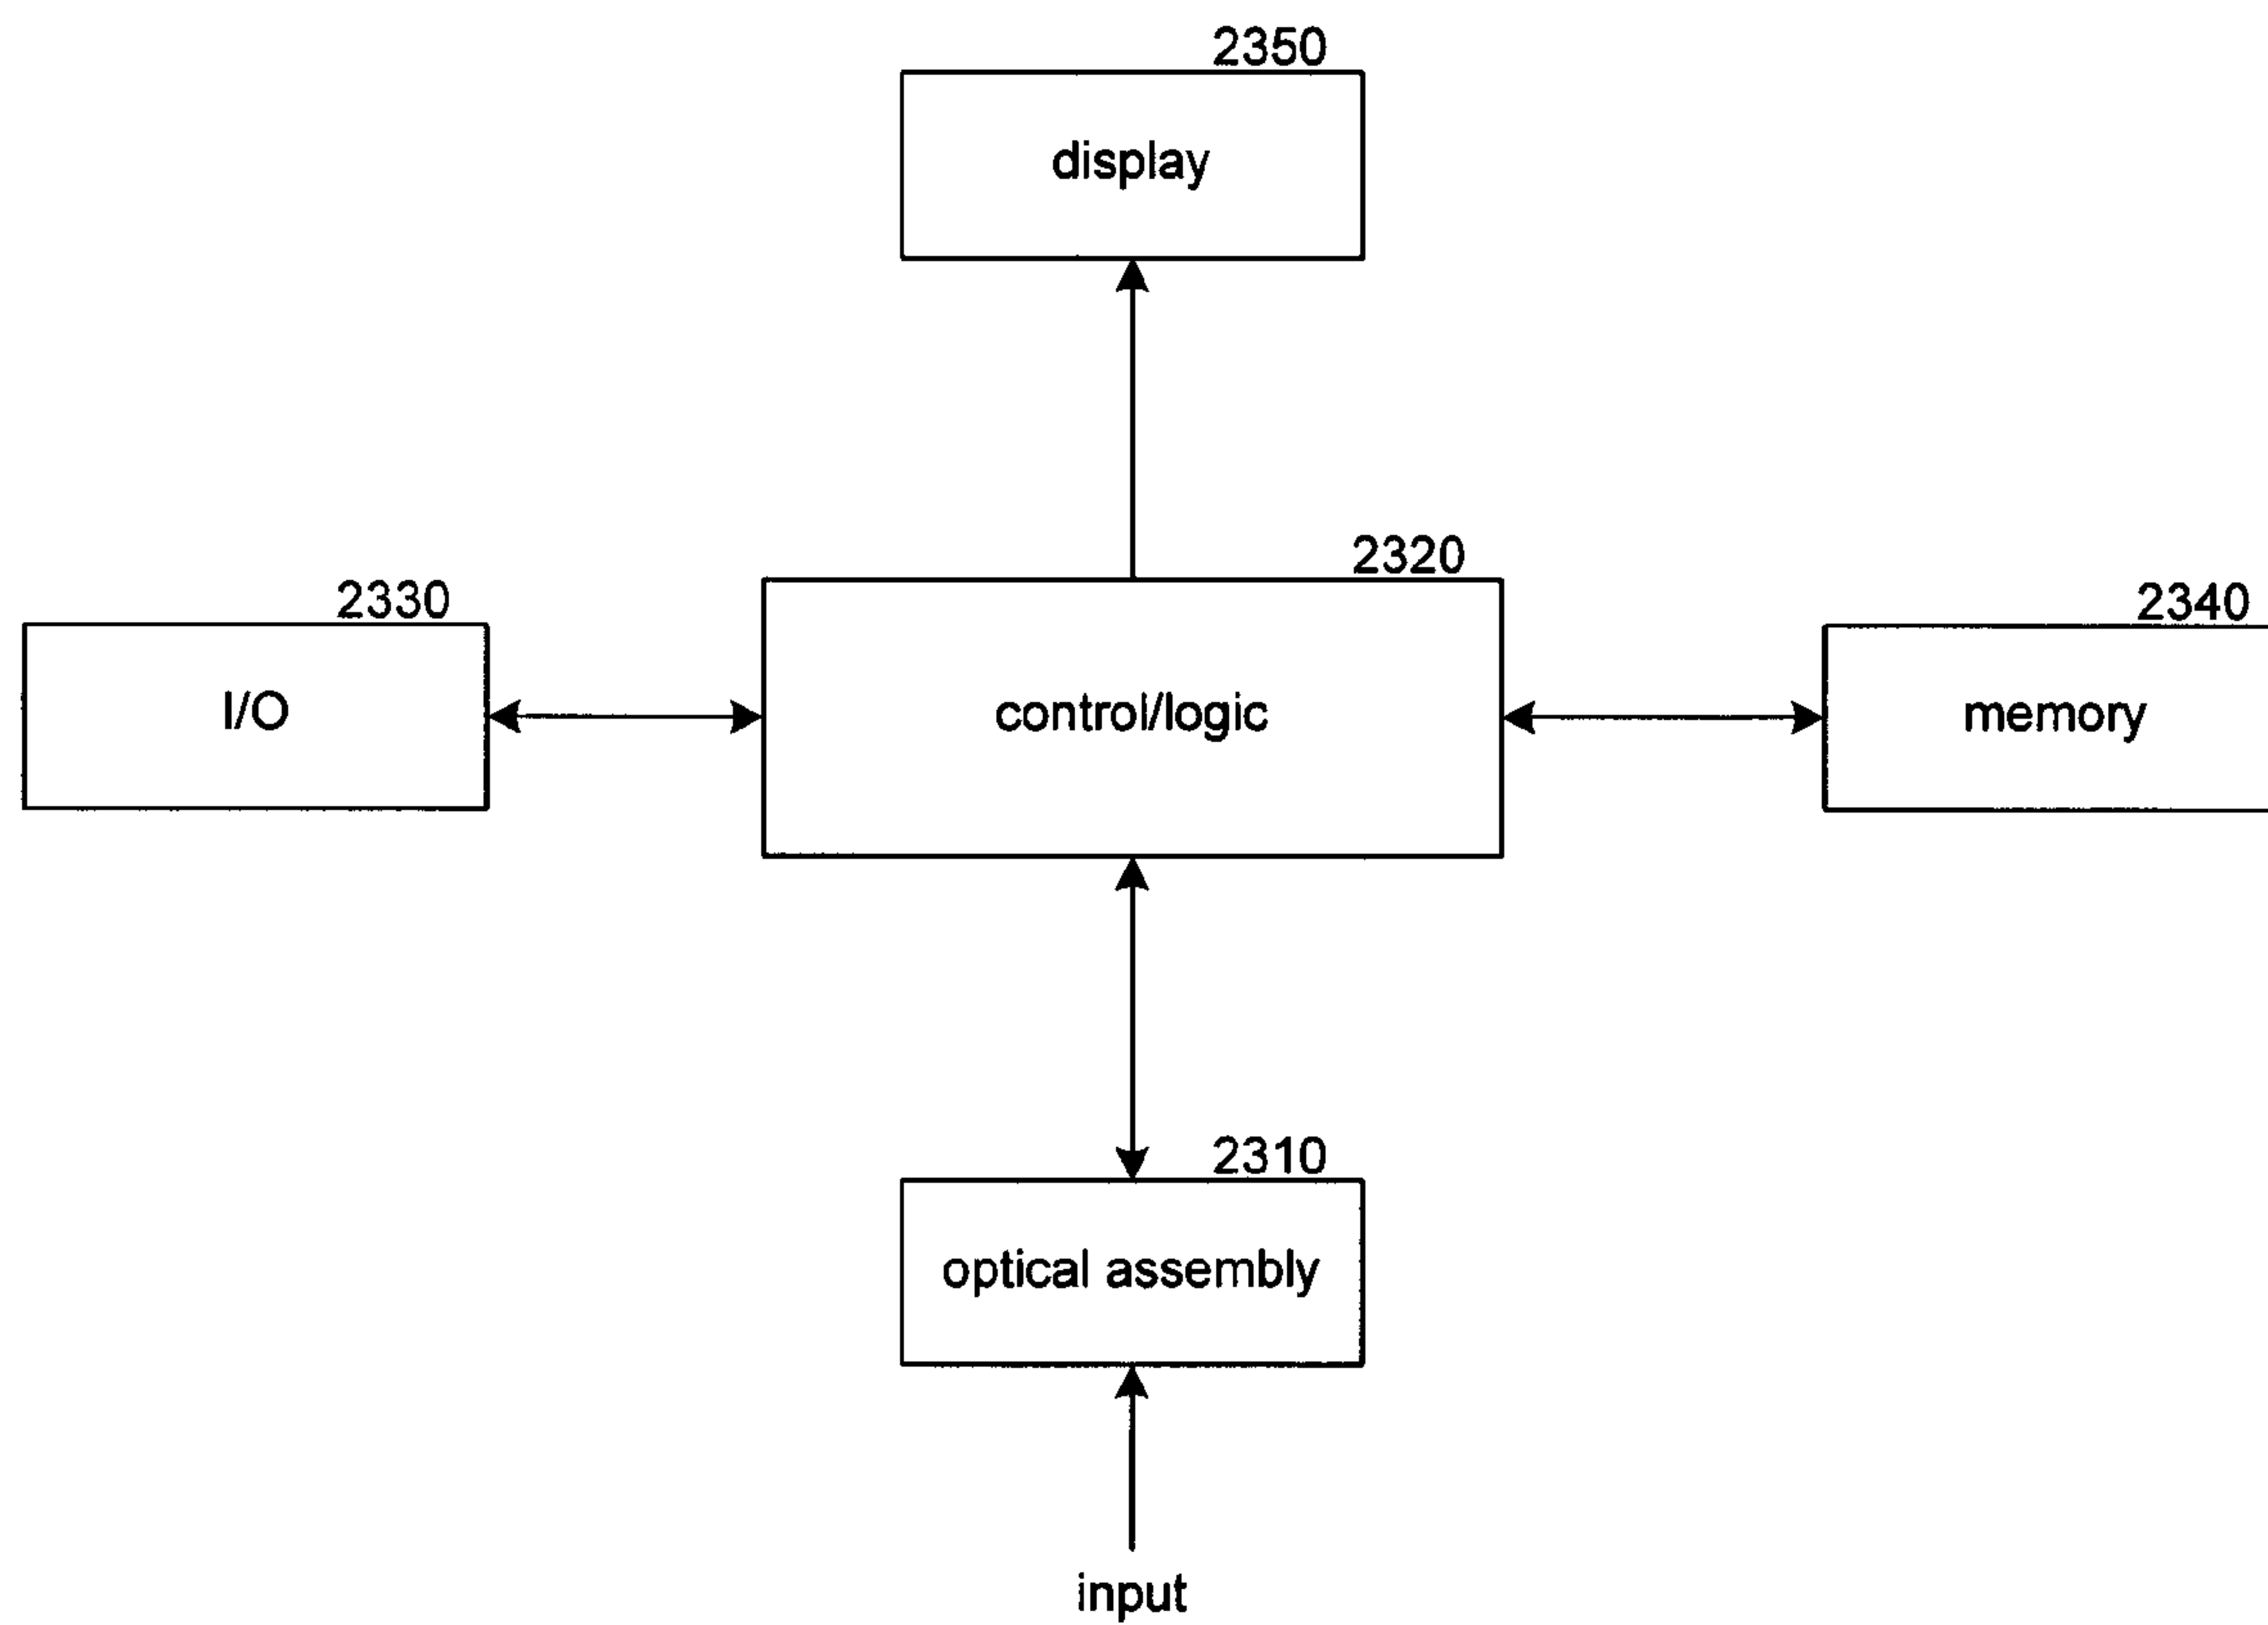 2350
display
2320
2330
2340
I/O
control/logic
memory
2310
optical assembly
input